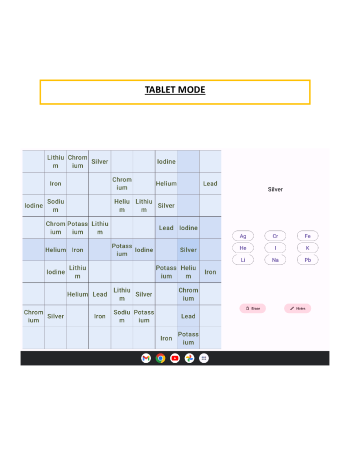 TABLET MODE
Lithium Chromium Silver Iodine
Iron Chromium Helium Lead
Iodine Sodium Helium Lithium Silver
Chromium Potassium Lithium Lead Iodine
Helium Iron Potassium Iodine Silver
Iodine Lithium Potassium Helium Iron
Helium Lead Lithium Silver Chromium
Chromium Silver Iron Sodium Potassium Lead
Iron Potassium
Silver
Ag Cr Fe
He I K
Li Na Pb
Erase Notes